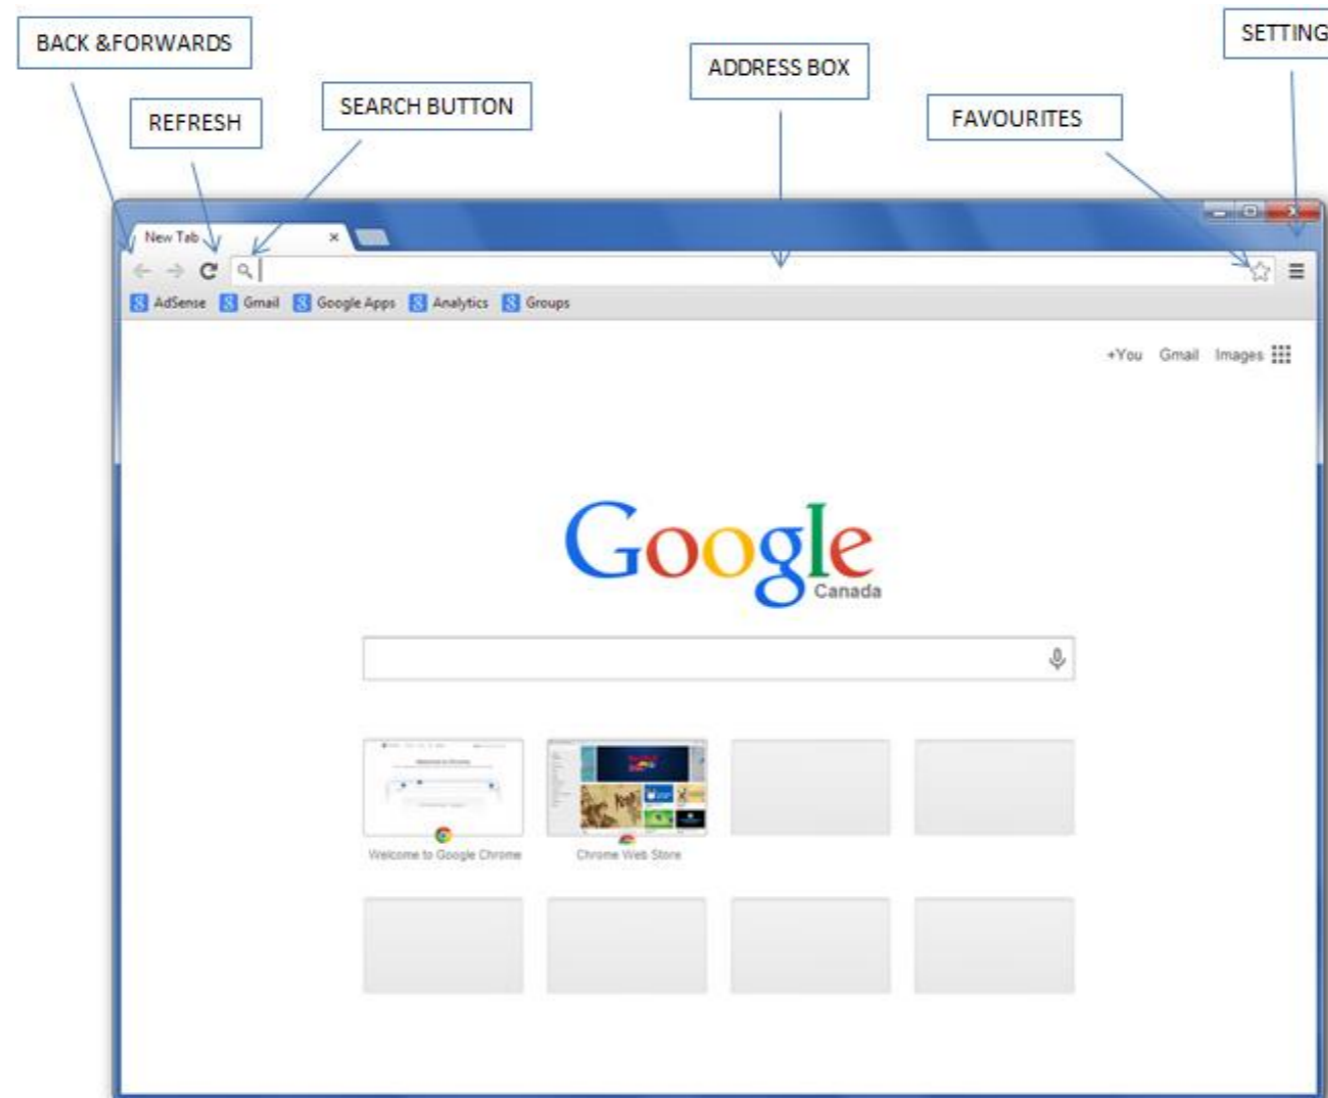 BACK &FORWARDS
REFRESH
SEARCH BUTTON
ADDRESS BOX
FAVOURITES
SETTING
New Tab
AdSense Gmail Google Apps Analytics Groups
+You Gmail Images
Google
Canada
Welcome to Google Chrome
Chrome Web Store